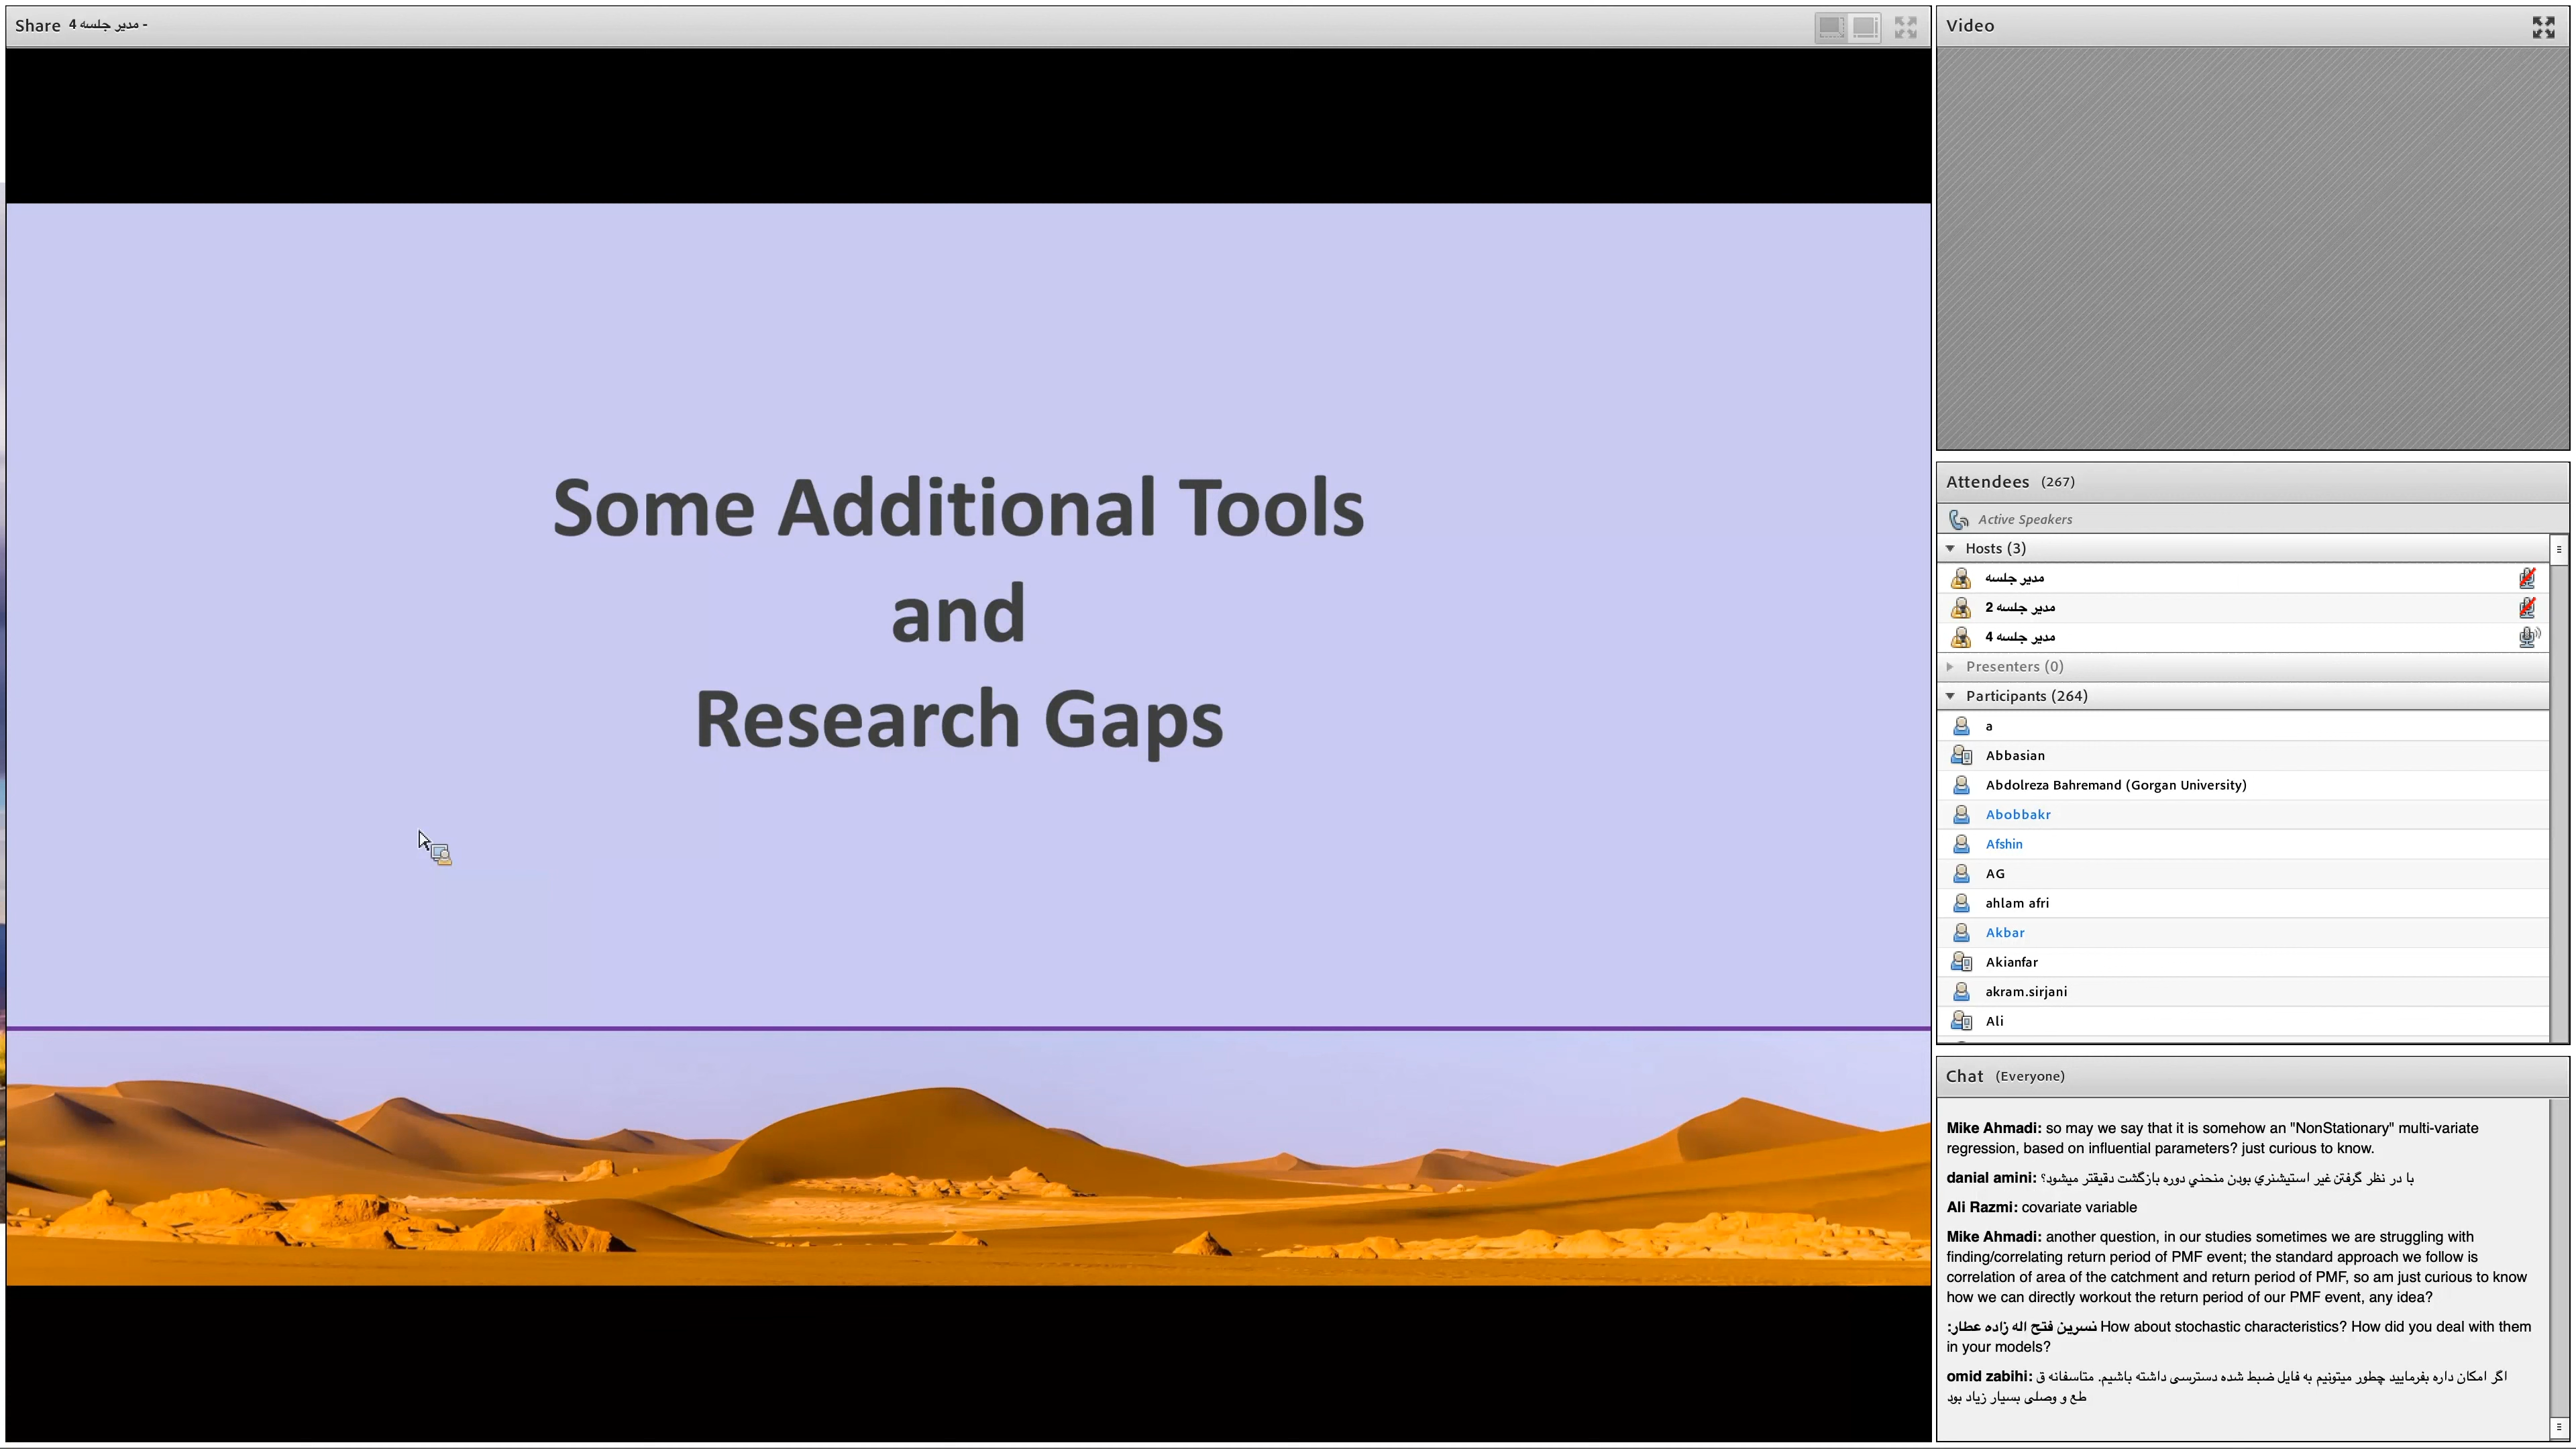 Share مدیر جلسه 4 -
Some Additional Tools
and
Research Gaps
Video
Attendees (267)
Active Speakers
Hosts (3)
مدیر جلسه
مدیر جلسه 2
مدیر جلسه 4
Presenters (0)
Participants (264)
a
Abbasian
Abdolreza Bahremand (Gorgan University)
Abobbakr
Afshin
AG
ahlam afri
Akbar
Akianfar
akram.sirjani
Ali
Chat (Everyone)
Mike Ahmadi: so may we say that it is somehow an "NonStationary" multi-variate
regression, based on influential parameters? just curious to know.
danial amini: با در نظر گرفتن غیر استیشنري بودن منحني دوره بازگشت دقیقتر میشود؟
Ali Razmi: covariate variable
Mike Ahmadi: another question, in our studies sometimes we are struggling with
finding/correlating return period of PMF event; the standard approach we follow is
correlation of area of the catchment and return period of PMF, so am just curious to know
how we can directly workout the return period of our PMF event, any idea?
نسرین فتح اله زاده عطار: How about stochastic characteristics? How did you deal with them
in your models?
omid zabihi: اگر امکان داره بفرمایید چطور میتونیم به فایل ضبط شده دسترسی داشته باشیم. متاسفانه ق
طع و وصلی بسیار زیاد بود